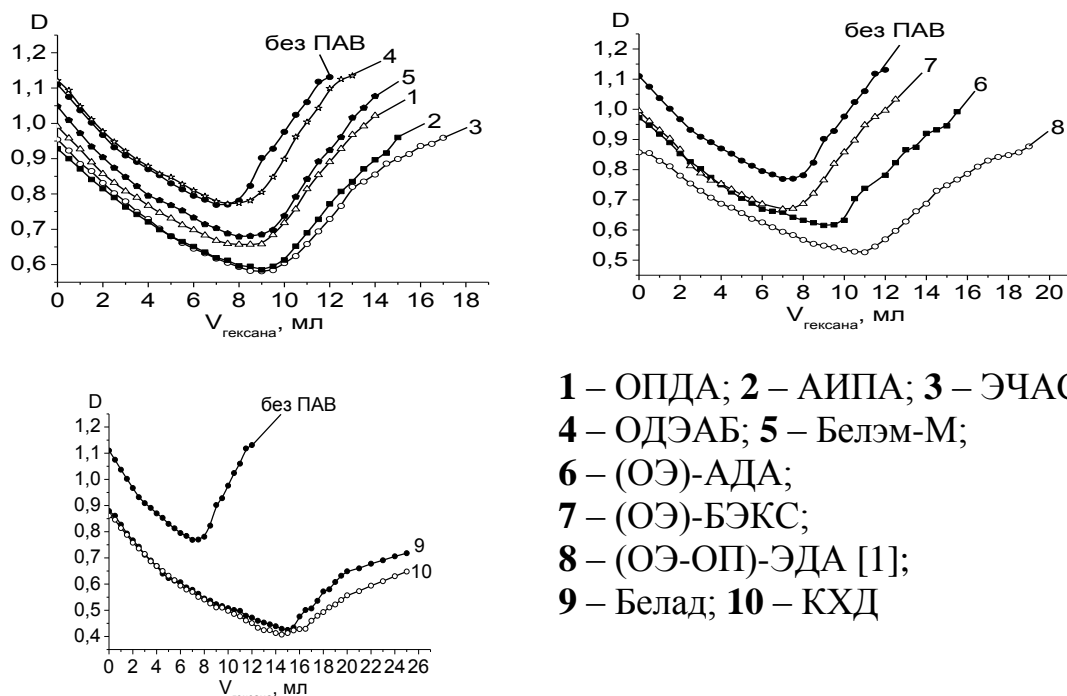 D
1,2
1,1
1,0
0,9
0,8
0,7
0,6
0 2 4 6 8 10 12 14 16 18
V гексана, мл
без ПАВ
4
5
1
2
3
D
1,2
1,1
1,0
0,9
0,8
0,7
0,6
0,5
0 2 4 6 8 10 12 14 16 18 20
V гексана, мл
без ПАВ
7
6
8
D
1,2
1,1
1,0
0,9
0,8
0,7
0,6
0,5
0,4
0 2 4 6 8 10 12 14 16 18 20 22 24 26
V гексана, мл
без ПАВ
9
10
1 – ОПДА; 2 – АИПА; 3 – ЭЧАС
4 – ОДЭАБ; 5 – Белэм-М;
6 – (ОЭ)-АДА;
7 – (ОЭ)-БЭКС;
8 – (ОЭ-ОП)-ЭДА [1];
9 – Белад; 10 – КХД